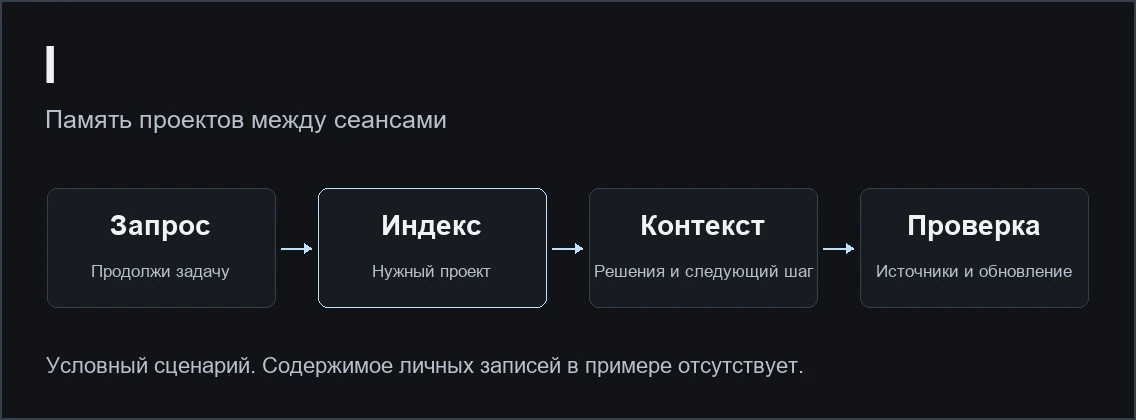 I
Память проектов между сеансами
Запрос
Продолжи задачу
Индекс
Нужный проект
Контекст
Решения и следующий шаг
Проверка
Источники и обновление
Условный сценарий. Содержимое личных записей в примере отсутствует.